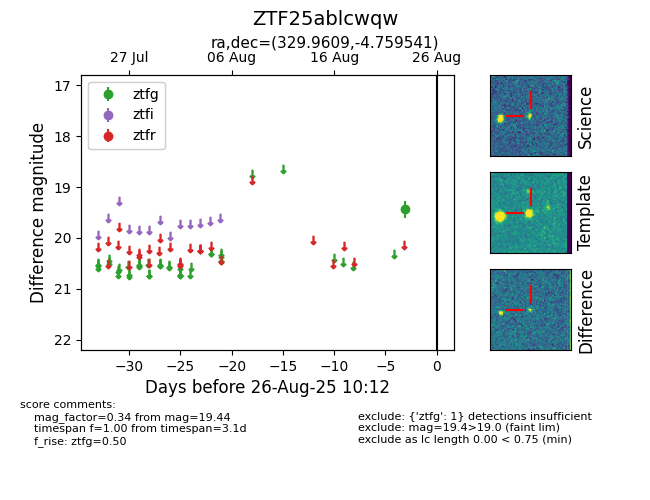 ZTF25ablcwqw
ra,dec=(329.9609,-4.759541)
27 Jul 06 Aug 16 Aug 26 Aug
17
18
19
20
21
22
Difference magnitude
ztfg
ztfi
ztfr
−30 −25 −20 −15 −10 −5 0
Days before 26-Aug-25 10:12
Science
Template
Difference
score comments:
mag_factor=0.34 from mag=19.44
timespan f=1.00 from timespan=3.1d
f_rise: ztfg=0.50
exclude: {'ztfg': 1} detections insufficient
exclude: mag=19.4>19.0 (faint lim)
exclude as lc length 0.00 < 0.75 (min)